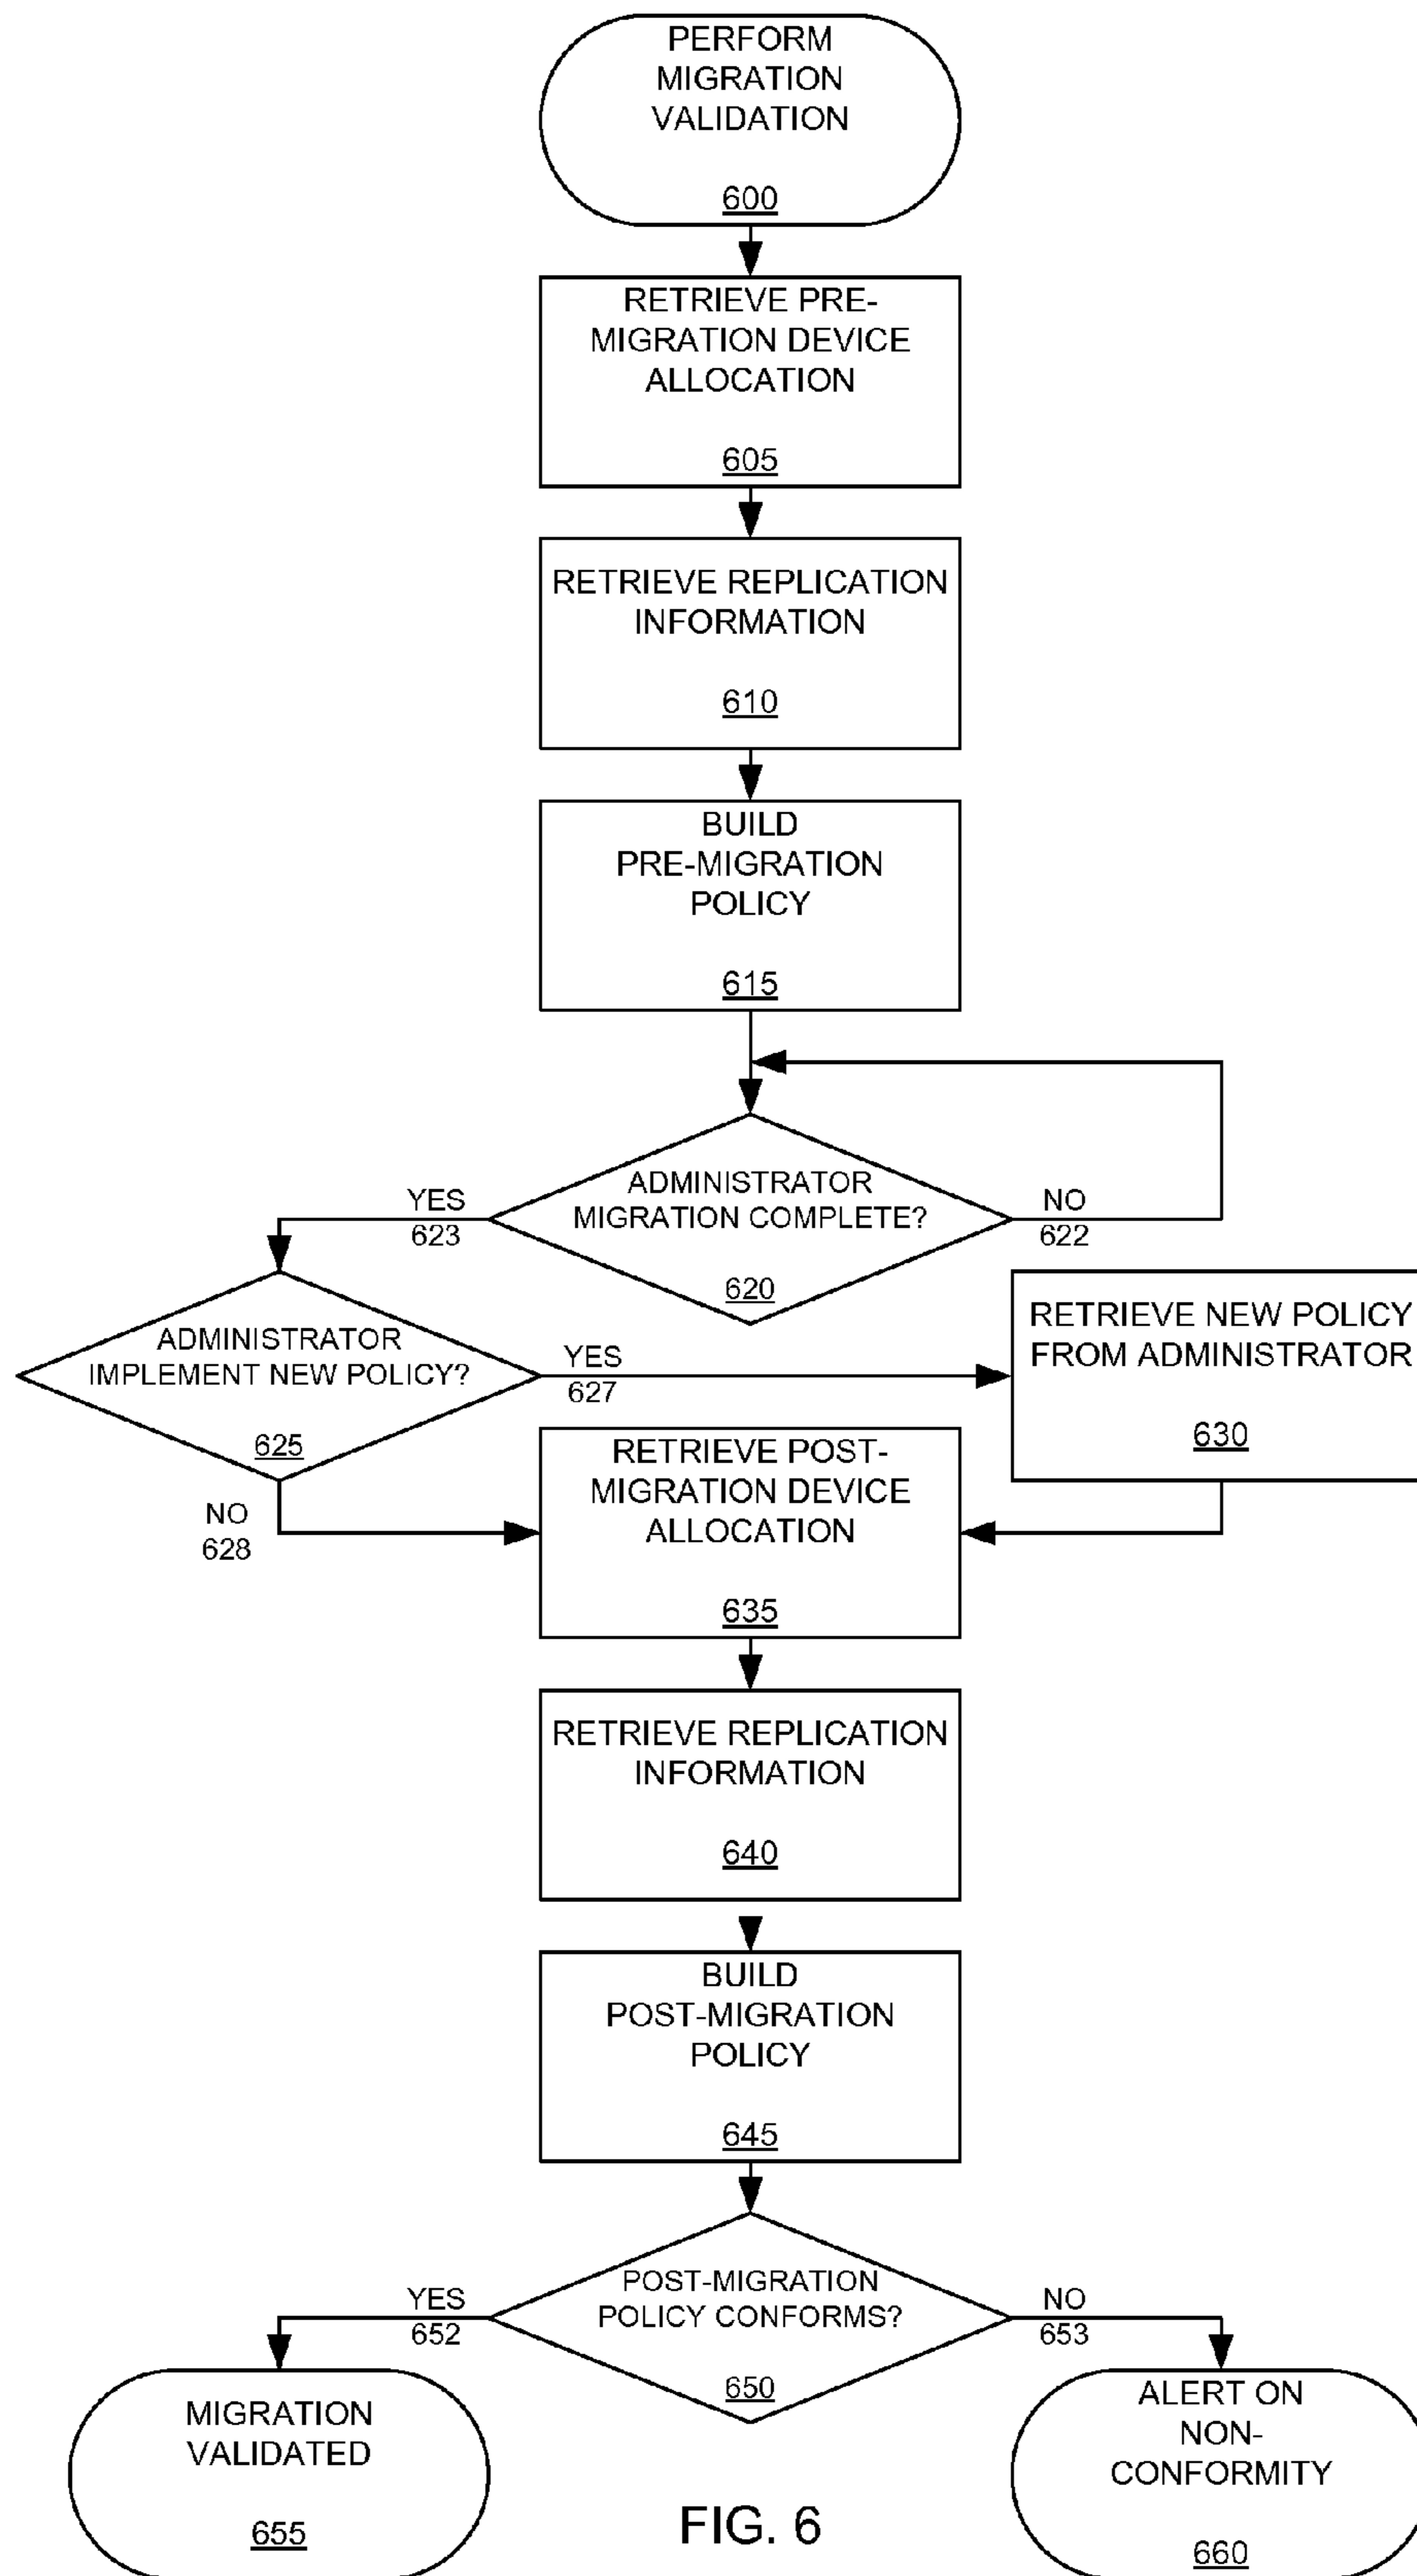 PERFORM
MIGRATION
VALIDATION
600
RETRIEVE PRE-
MIGRATION DEVICE
ALLOCATION
605
RETRIEVE REPLICATION
INFORMATION
610
BUILD
PRE-MIGRATION
POLICY
615
ADMINISTRATOR
MIGRATION COMPLETE?
620
YES
623
NO
622
ADMINISTRATOR
IMPLEMENT NEW POLICY?
625
YES
627
RETRIEVE NEW POLICY
FROM ADMINISTRATOR
630
NO
628
RETRIEVE POST-
MIGRATION DEVICE
ALLOCATION
635
RETRIEVE REPLICATION
INFORMATION
640
BUILD
POST-MIGRATION
POLICY
645
POST-MIGRATION
POLICY CONFORMS?
650
YES
652
NO
653
MIGRATION
VALIDATED
655
ALERT ON
NON-
CONFORMITY
660
FIG. 6